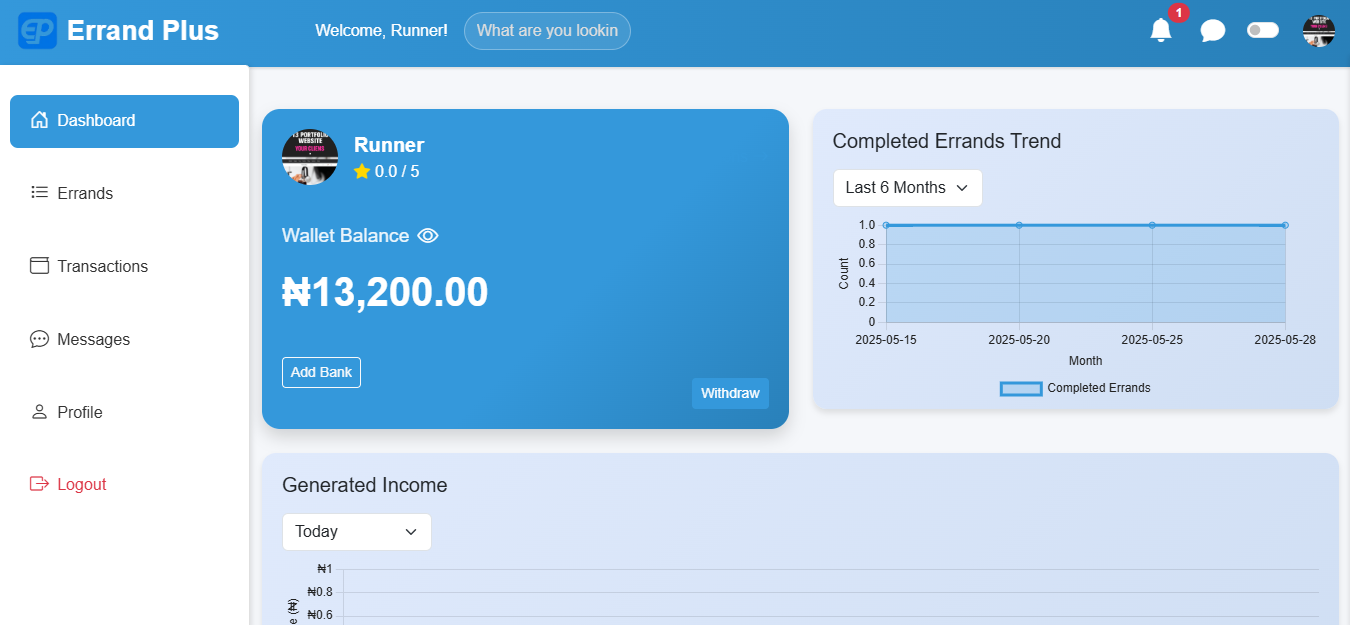 EP Errand Plus
Welcome, Runner!
What are you lookin
1
Dashboard
Errands
Transactions
Messages
Profile
Logout
13 PORTFOLIO
WEBSITE
YOUR CLIENS
Runner
0.0 / 5
Wallet Balance
₦13,200.00
Add Bank
Withdraw
Completed Errands Trend
Last 6 Months
1.0
0.8
0.6
0.4
0.2
0
Count
2025-05-15 2025-05-20 2025-05-25 2025-05-28
Month
Completed Errands
Generated Income
Today
₦1
₦0.8
₦0.6